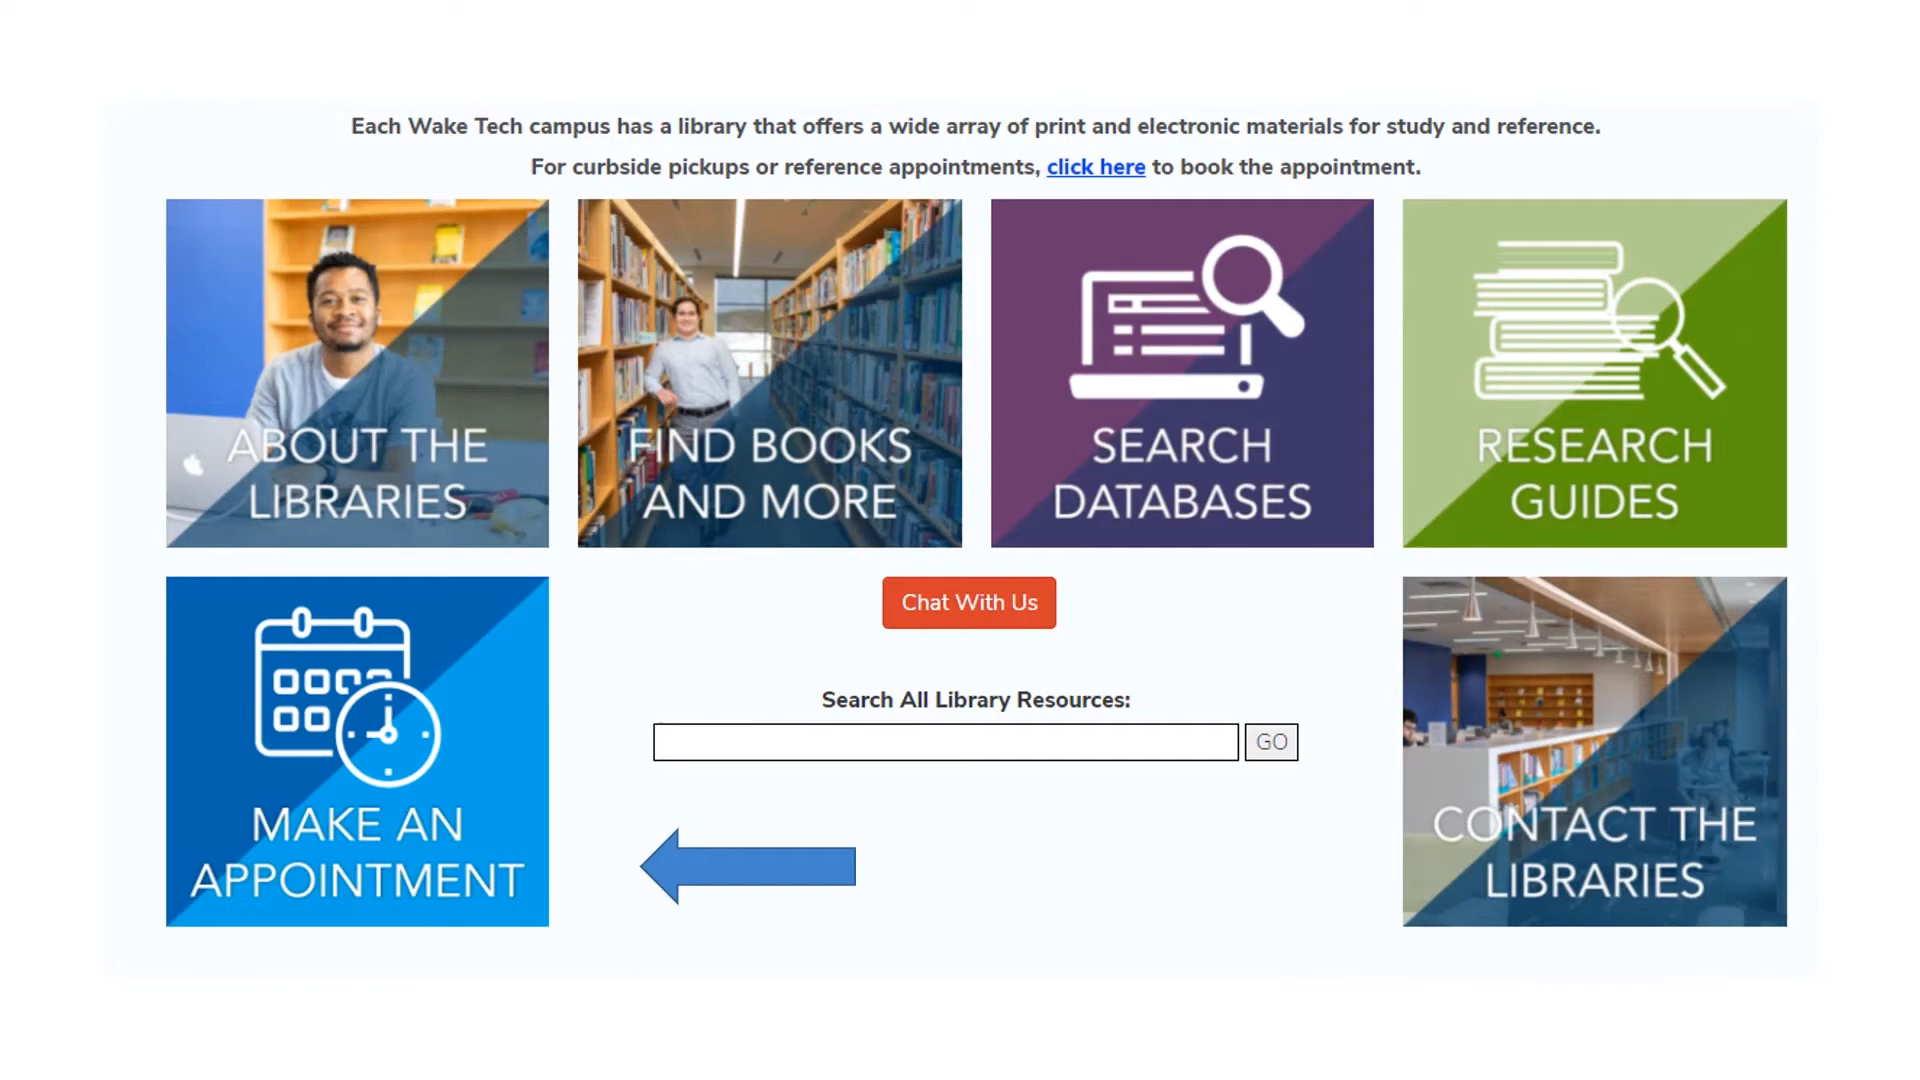 Each Wake Tech campus has a library that offers a wide array of print and electronic materials for study and reference.
For curbside pickups or reference appointments, click here to book the appointment.
ABOUT THE
LIBRARIES
FIND BOOKS
AND MORE
SEARCH
DATABASES
RESEARCH
GUIDES
MAKE AN
APPOINTMENT
Chat With Us
Search All Library Resources:
GO
CONTACT THE
LIBRARIES